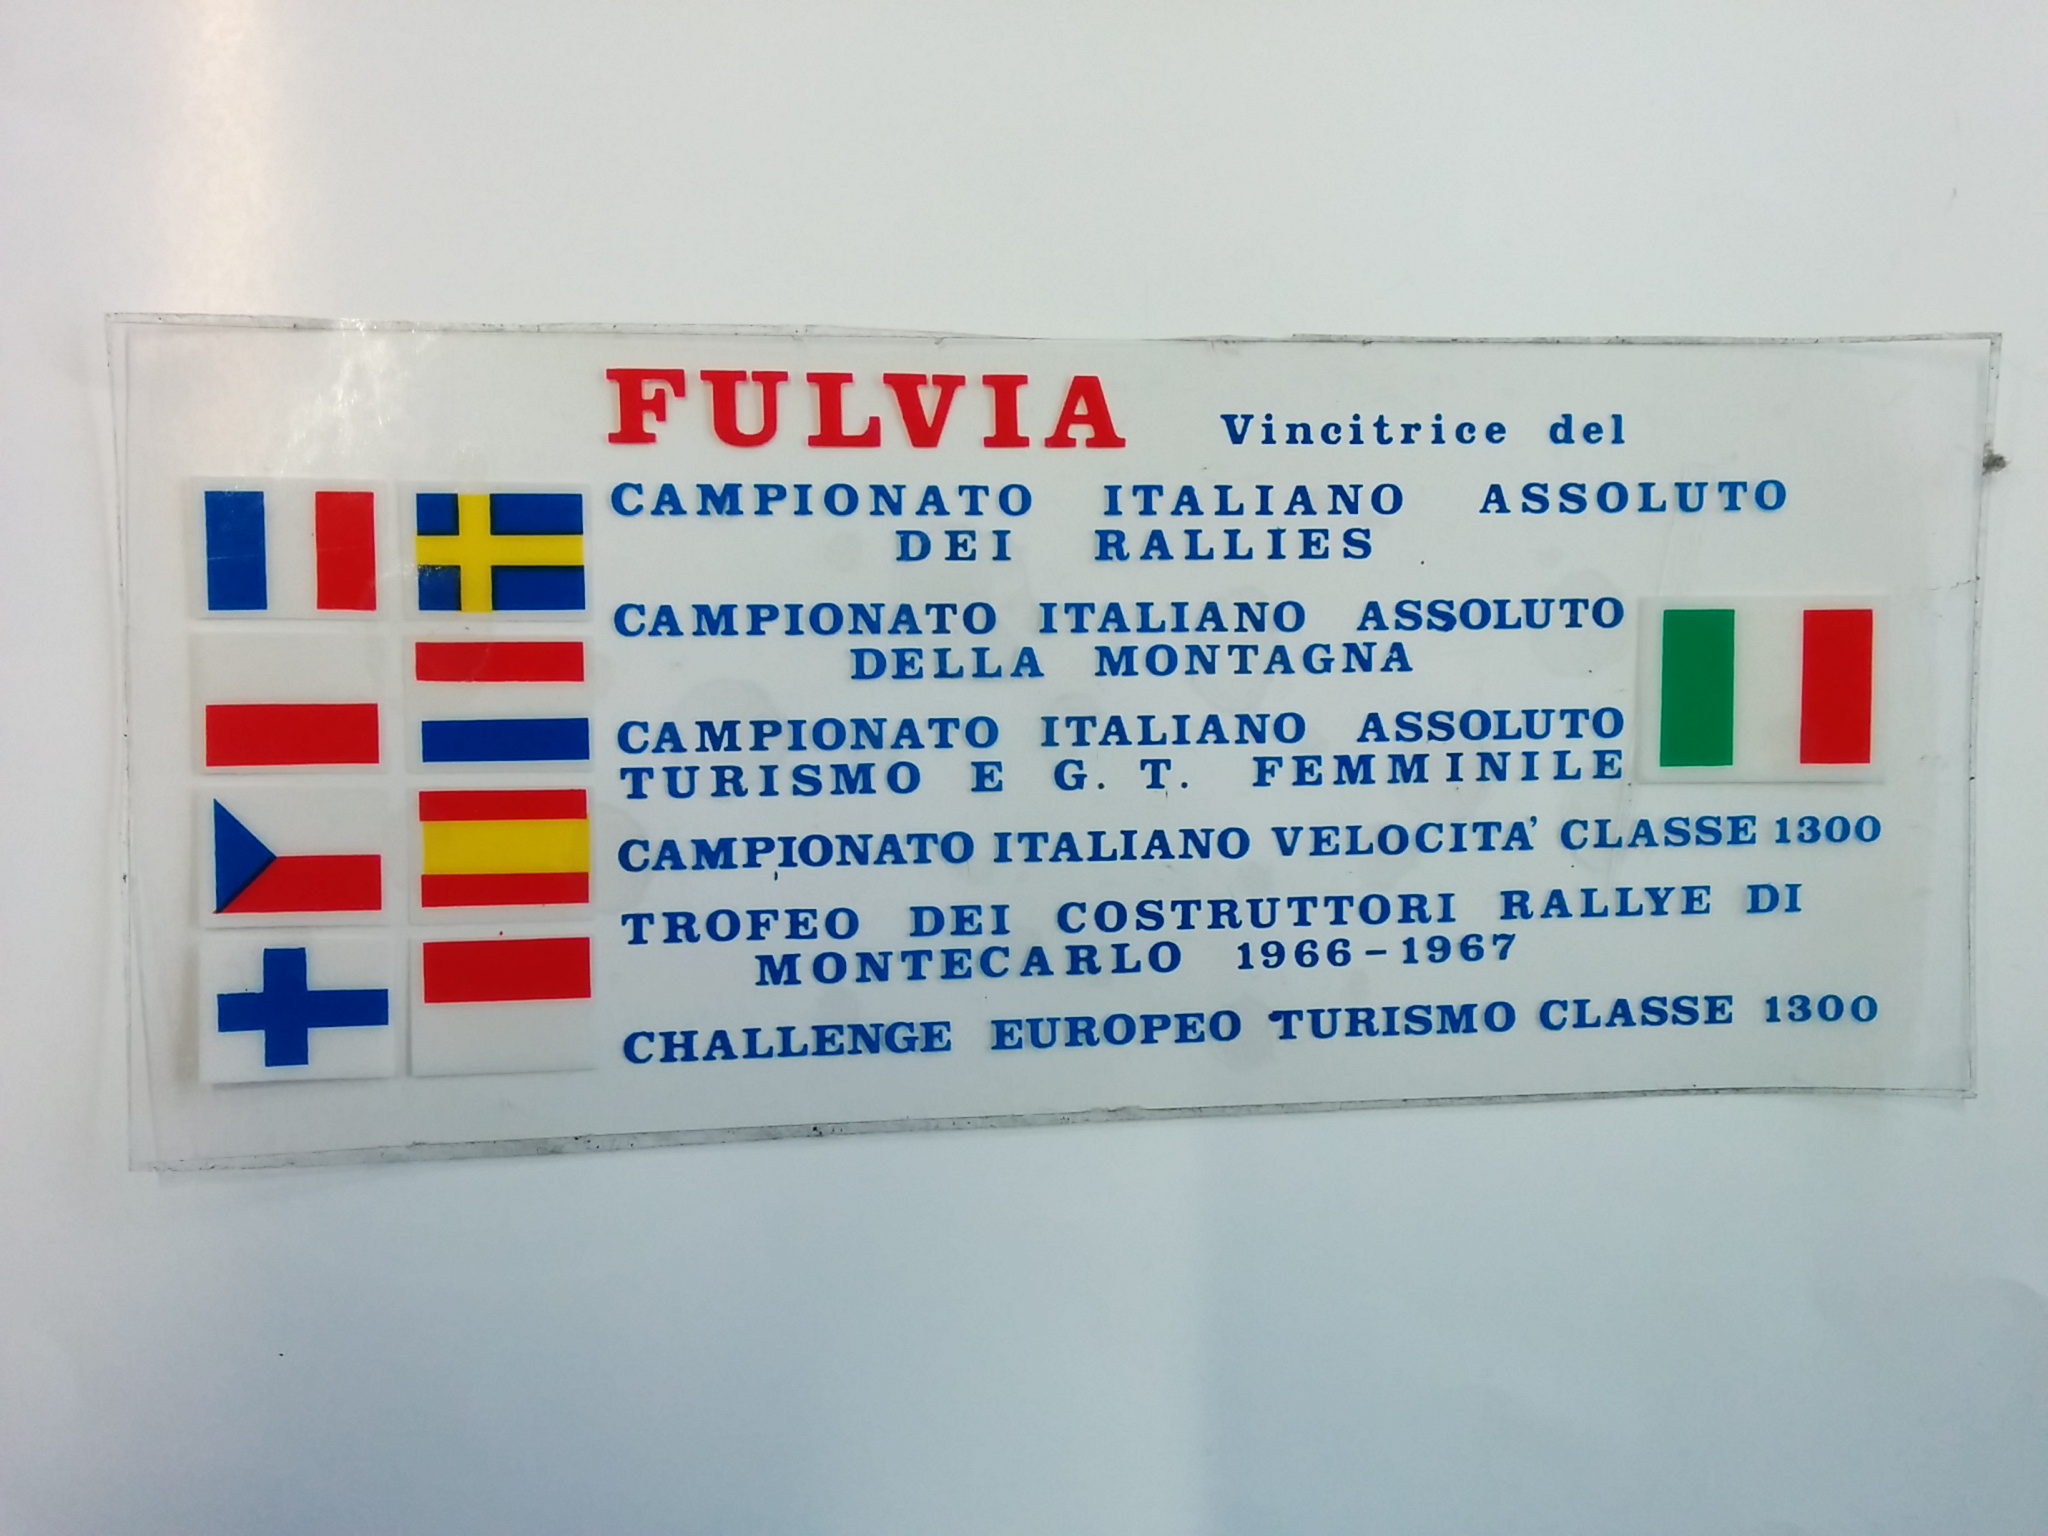 FULVIA Vincitrice del
CAMPIONATO ITALIANO ASSOLUTO
DEI RALLIES
CAMPIONATO ITALIANO ASSOLUTO
DELLA MONTAGNA
CAMPIONATO ITALIANO ASSOLUTO
TURISMO E G. T. FEMMINILE
CAMPIONATO ITALIANO VELOCITA' CLASSE 1300
TROFEO DEI COSTRUTTORI RALLYE DI
MONTECARLO 1966-1967
CHALLENGE EUROPEO TURISMO CLASSE 1300